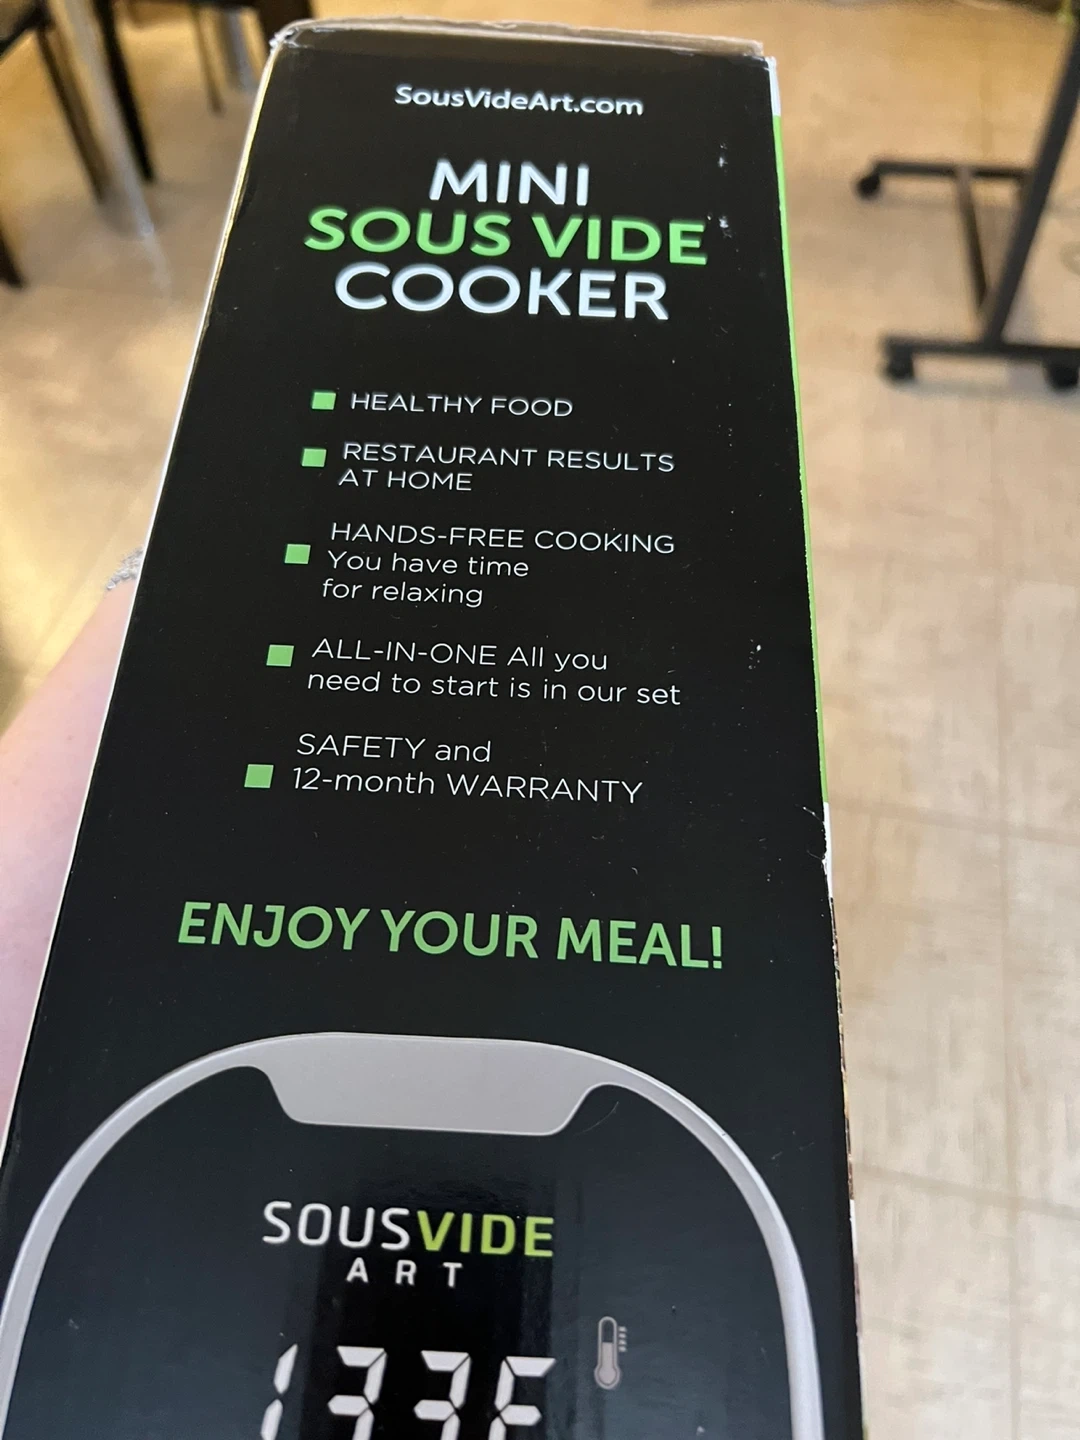 SousVideArt.com
MINI
SOUS VIDE
COOKER
HEALTHY FOOD
RESTAURANT RESULTS
AT HOME
HANDS-FREE COOKING
You have time
for relaxing
ALL-IN-ONE All you
need to start is in our set
SAFETY and
12-month WARRANTY
ENJOY YOUR MEAL!
SOUSVIDE
ART
133F